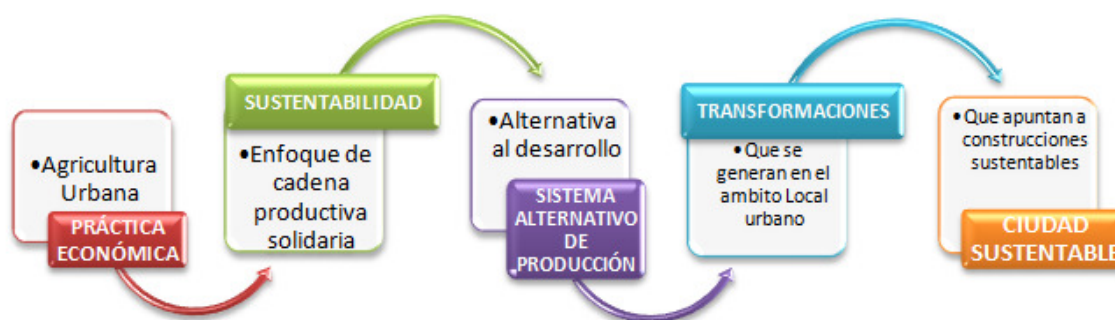 •Agricultura
Urbana
PRÁCTICA
ECONÓMICA
SUSTENTABILIDAD
•Enfoque de
cadena
productiva
solidaria
•Alternativa
al desarrollo
SISTEMA
ALTERNATIVO
DE
PRODUCCIÓN
TRANSFORMACIONES
•Que se
generan en el
ambito Local
urbano
•Que apuntan a
construcciones
sustentables
CIUDAD
SUSTENTABLE